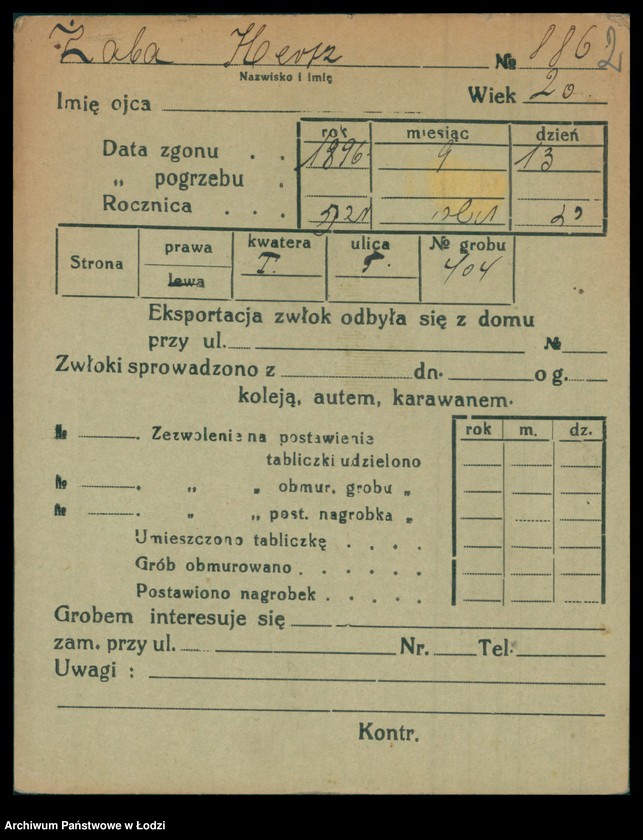 Żaba Hersz № 8862
Nazwisko i imię
Imię ojca Wiek 20
rok miesiąc dzień
Data zgonu . . 1896 9 13
„ pogrzebu .
Rocznica . . .
Strona prawa lewa kwatera I. ulica 5. № grobu 404
Eksportacja zwłok odbyła się z domu
przy ul. №
Zwłoki sprowadzono z dn. o g.
koleją, autem, karawanem.
rok m. dz.
№ . Zezwolenie na postawienie
tabliczki udzielono
№ . „ „ obmur. grobu „
№ . „ „ post. nagrobka „
Umieszczono tabliczkę . . . .
Grób obmurowano . . . . . .
Postawiono nagrobek . . . . .
Grobem interesuje się
zam. przy ul. Nr. Tel.
Uwagi :
Kontr.
Archiwum Państwowe w Łodzi